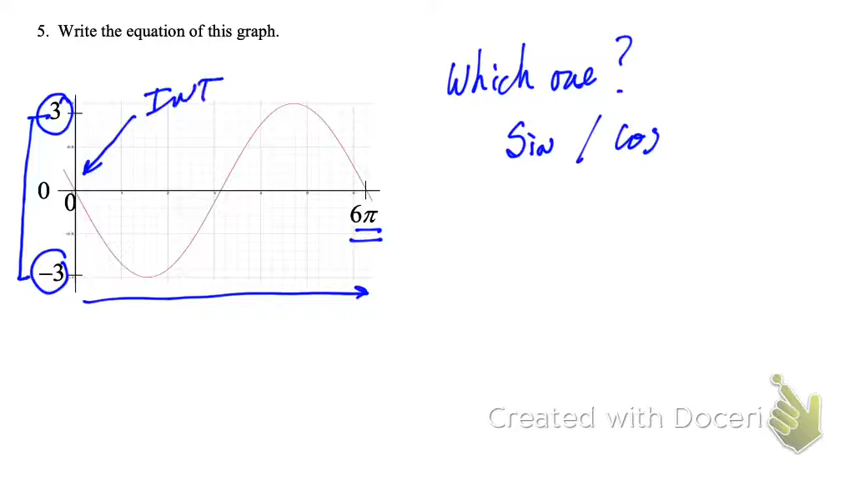 5. Write the equation of this graph.
Which one?
INT
3
Sin / Cos
0
0
6π
−3
Created with Doceri